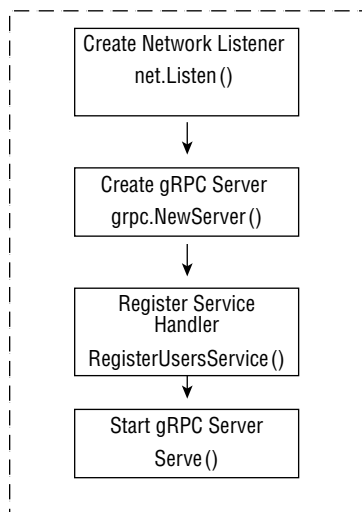 Create Network Listener
net.Listen()
Create gRPC Server
grpc.NewServer()
Register Service
Handler
RegisterUsersService()
Start gRPC Server
Serve()